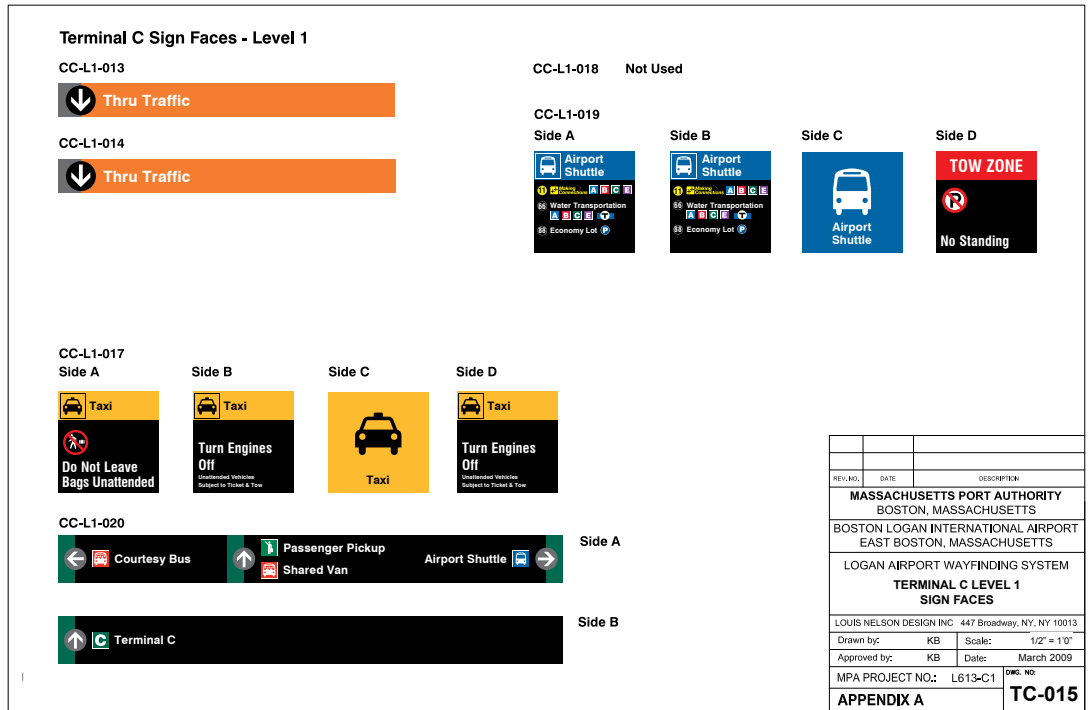 Terminal C Sign Faces - Level 1
CC-L1-013
Thru Traffic
CC-L1-014
Thru Traffic
CC-L1-018 Not Used
CC-L1-019
Side A Side B Side C Side D
Airport
Shuttle
11 Making
Connections A B C E
66 Water Transportation
A B C E T
88 Economy Lot P
Airport
Shuttle
11 Making
Connections A B C E
66 Water Transportation
A B C E T
88 Economy Lot P
Airport
Shuttle
TOW ZONE
P
No Standing
CC-L1-017
Side A Side B Side C Side D
Taxi
Do Not Leave
Bags Unattended
Taxi
Turn Engines
Off
Unattended Vehicles
Subject to Ticket & Tow
Taxi
Taxi
Turn Engines
Off
Unattended Vehicles
Subject to Ticket & Tow
CC-L1-020
Side A
Courtesy Bus
Passenger Pickup
Shared Van
Airport Shuttle
Side B
C Terminal C
REV. NO. DATE DESCRIPTION
MASSACHUSETTS PORT AUTHORITY
BOSTON, MASSACHUSETTS
BOSTON LOGAN INTERNATIONAL AIRPORT
EAST BOSTON, MASSACHUSETTS
LOGAN AIRPORT WAYFINDING SYSTEM
TERMINAL C LEVEL 1
SIGN FACES
LOUIS NELSON DESIGN INC 447 Broadway, NY, NY 10013
Drawn by: KB Scale: 1/2" = 1'0"
Approved by: KB Date: March 2009
MPA PROJECT NO.: L613-C1
DWG. NO:
TC-015
APPENDIX A